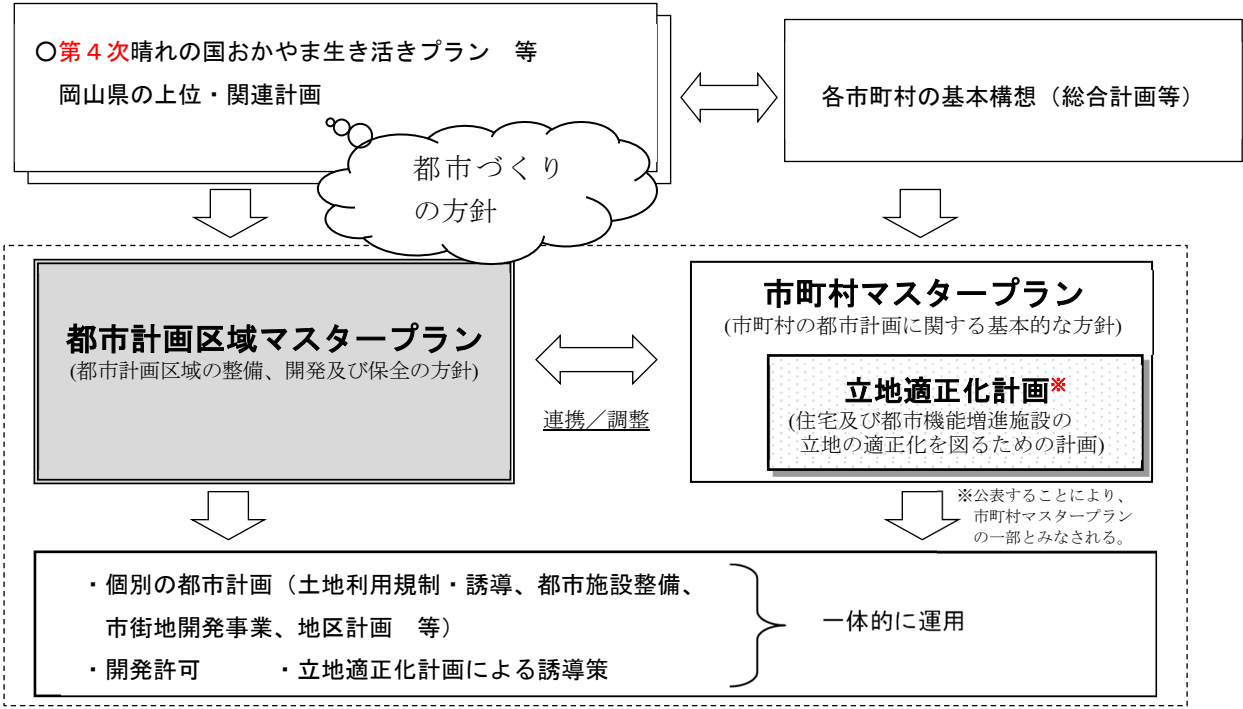 〇第４次晴れの国おかやま生き活きプラン　等
岡山県の上位・関連計画
各市町村の基本構想（総合計画等）
都市づくり
の方針
都市計画区域マスタープラン
(都市計画区域の整備、開発及び保全の方針)
連携／調整
市町村マスタープラン
(市町村の都市計画に関する基本的な方針)
立地適正化計画※
(住宅及び都市機能増進施設の
立地の適正化を図るための計画)
※公表することにより、
市町村マスタープラン
の一部とみなされる。
・個別の都市計画（土地利用規制・誘導、都市施設整備、
市街地開発事業、地区計画　等）
・開発許可　　　・立地適正化計画による誘導策
一体的に運用